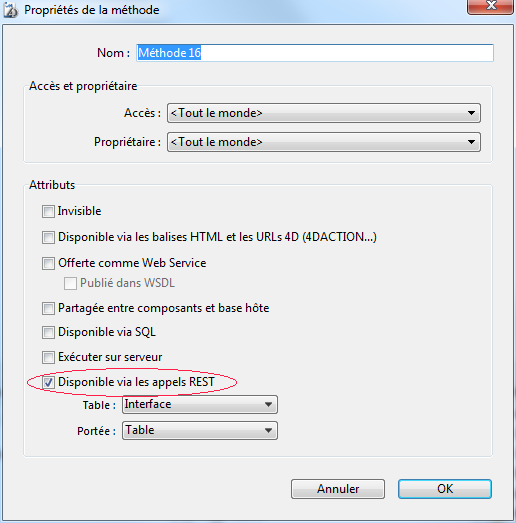 Propriétés de la méthode
Nom : Méthode 16
Accès et propriétaire
Accès : <Tout le monde>
Propriétaire : <Tout le monde>
Attributs
Invisible
Disponible via les balises HTML et les URLs 4D (4DACTION...)
Offerte comme Web Service
Publié dans WSDL
Partagée entre composants et base hôte
Disponible via SQL
Exécuter sur serveur
Disponible via les appels REST
Table : Interface
Portée : Table
Annuler OK